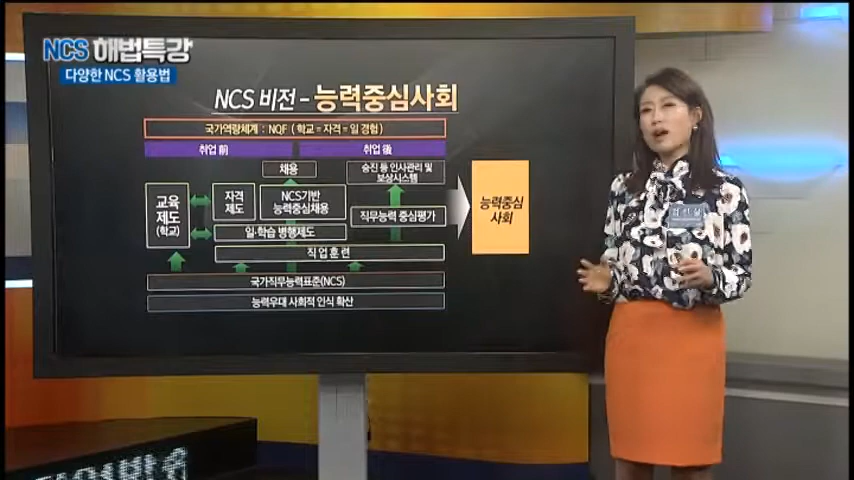 NCS 해법특강
다양한 NCS 활용법
NCS 비전 - 능력중심사회
국가역량체계 : NQF ( 학교 = 자격 = 일 경험 )
취업 前
취업 後
채용
승진 등 인사관리 및
보상시스템
교육
제도
(학교)
자격
제도
NCS기반
능력중심채용
직무능력 중심평가
일·학습 병행제도
직 업 훈 련
국가직무능력표준(NCS)
능력우대 사회적 인식 확산
능력중심
사회